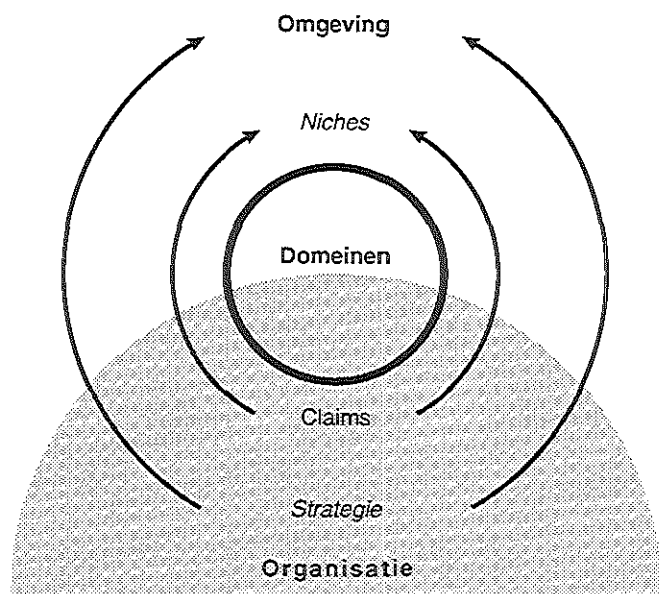 Omgeving
Niches
Domeinen
Claims
Strategie
Organisatie